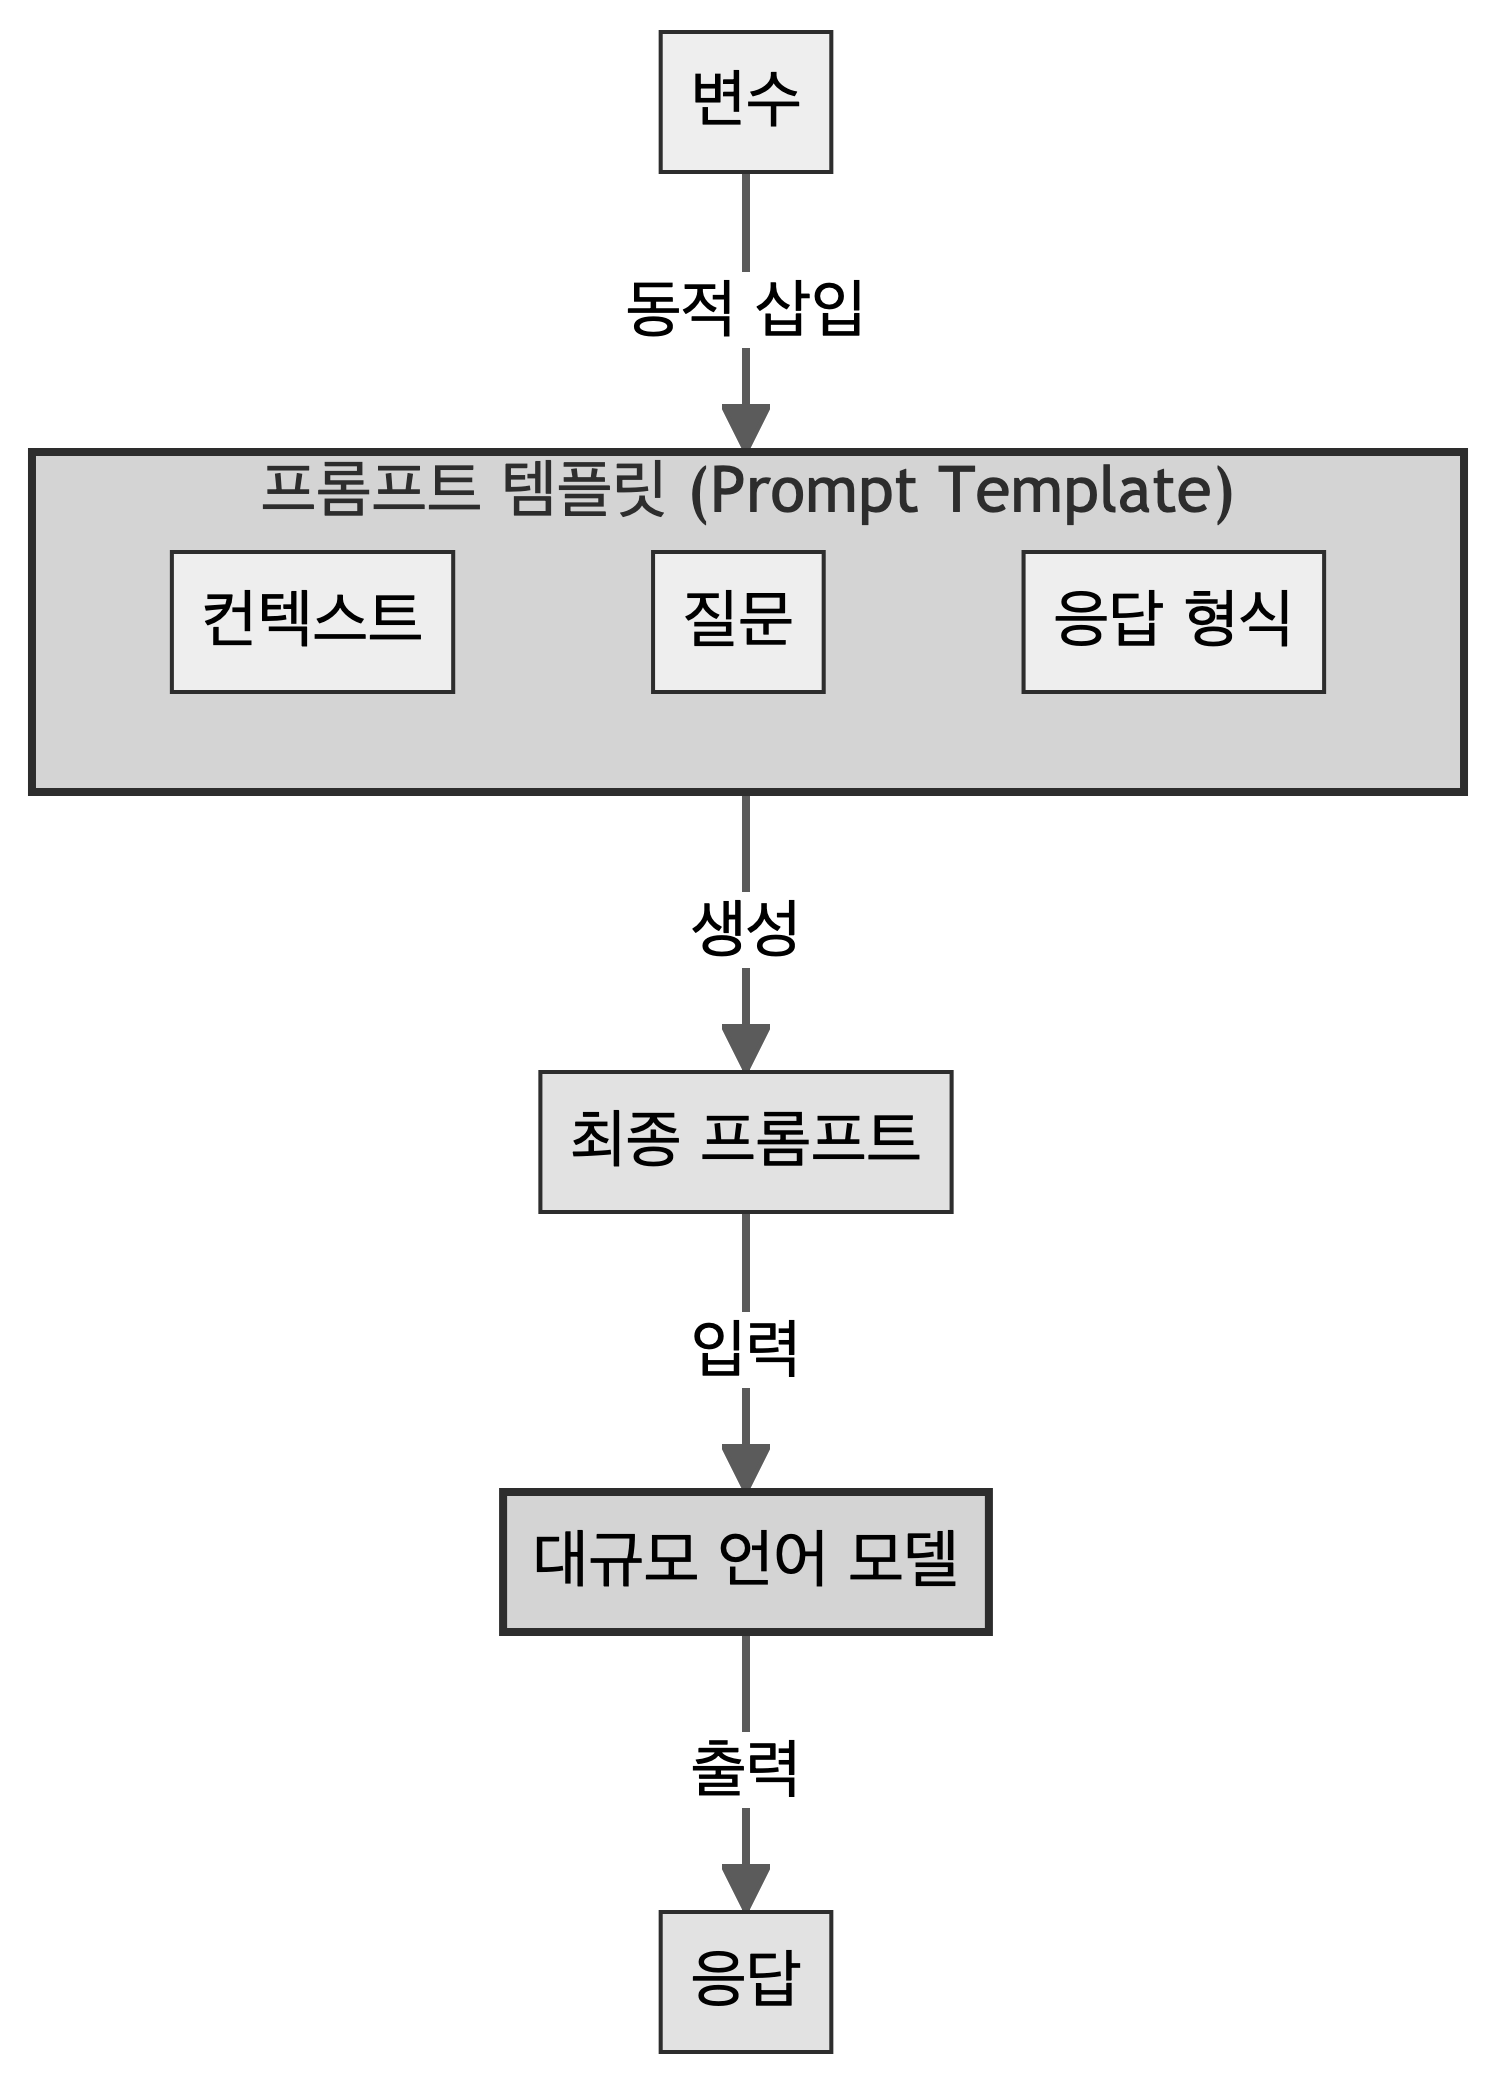 변수
동적 삽입
프롬프트 템플릿 (Prompt Template)
컨텍스트
질문
응답 형식
생성
최종 프롬프트
입력
대규모 언어 모델
출력
응답